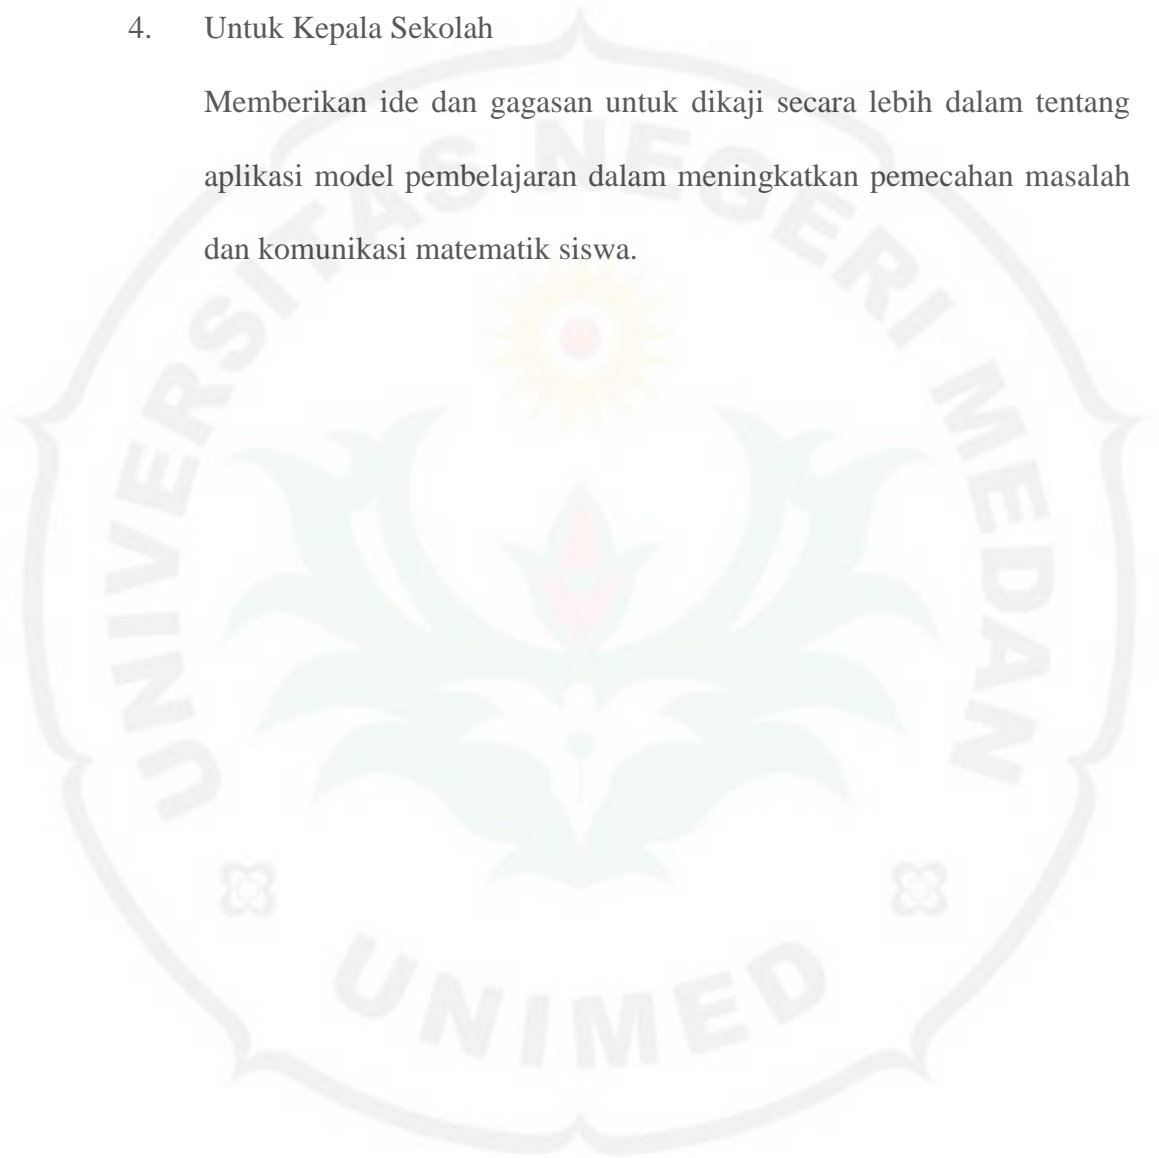 4. Untuk Kepala Sekolah
Memberikan ide dan gagasan untuk dikaji secara lebih dalam tentang
aplikasi model pembelajaran dalam meningkatkan pemecahan masalah
dan komunikasi matematik siswa.
UNIVERSITAS NEGERI MEDAN
UNIMED